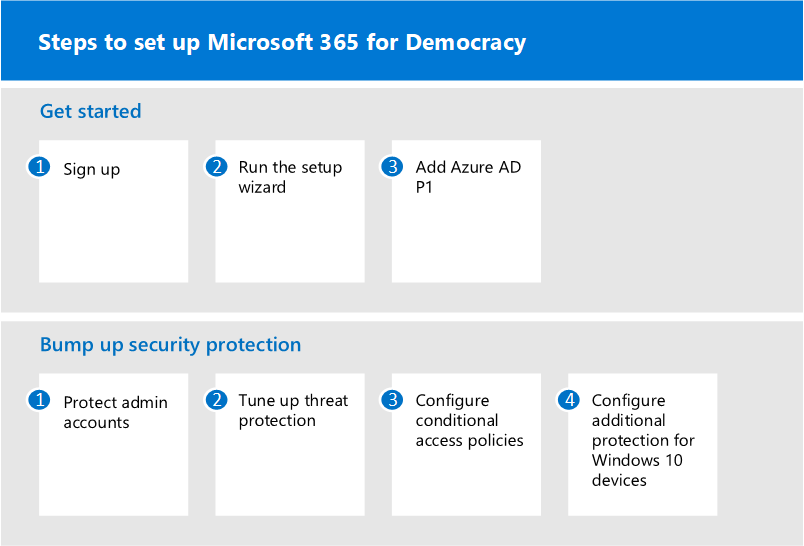 Steps to set up Microsoft 365 for Democracy
Get started
1
Sign up
2
Run the setup
wizard
3
Add Azure AD
P1
Bump up security protection
1
Protect admin
accounts
2
Tune up threat
protection
3
Configure
conditional
access policies
4
Configure
additional
protection for
Windows 10
devices